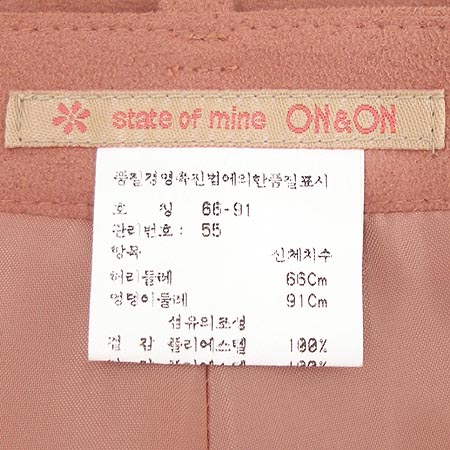 state of mine ON&ON
품질경영촉진법에의한품질표시
호 칭 66-91
관리번호 : 55
항목 신체치수
허리둘레 66Cm
엉덩이둘레 91Cm
섬유의조성
겉 감 폴리에스텔 100%